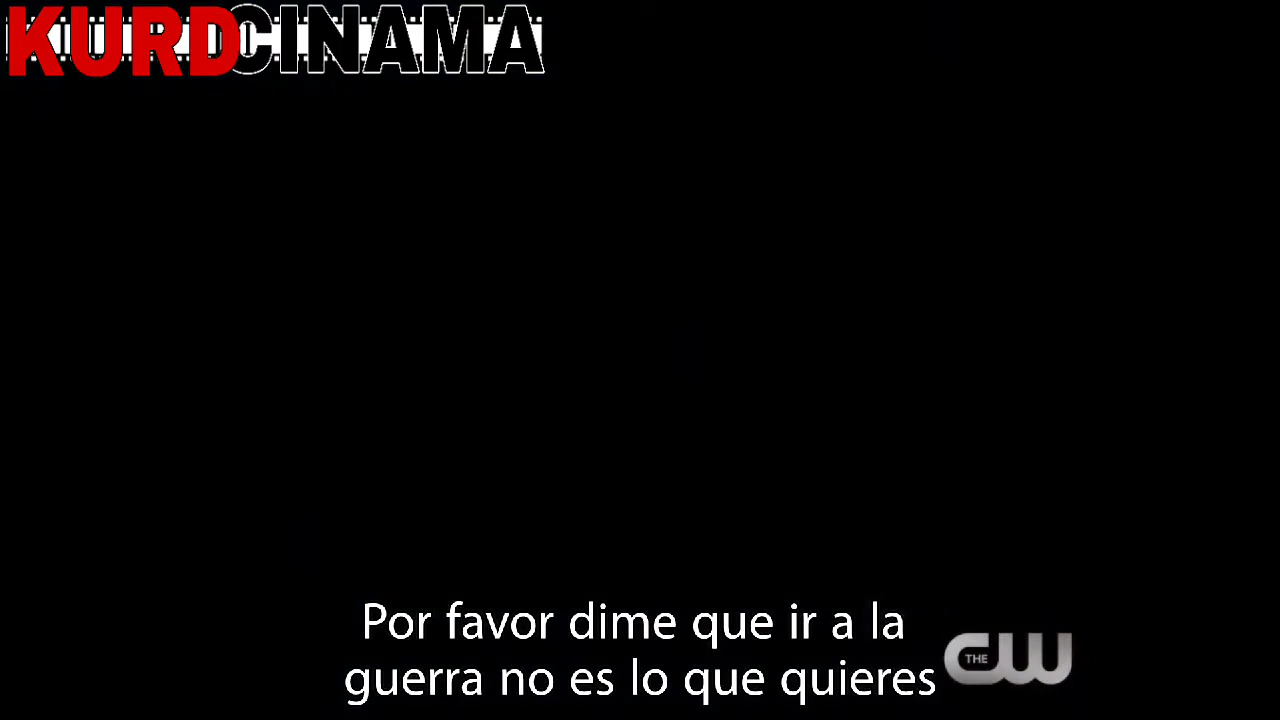 KURDCINAMA
Por favor dime que ir a la
guerra no es lo que quieres
THE CW